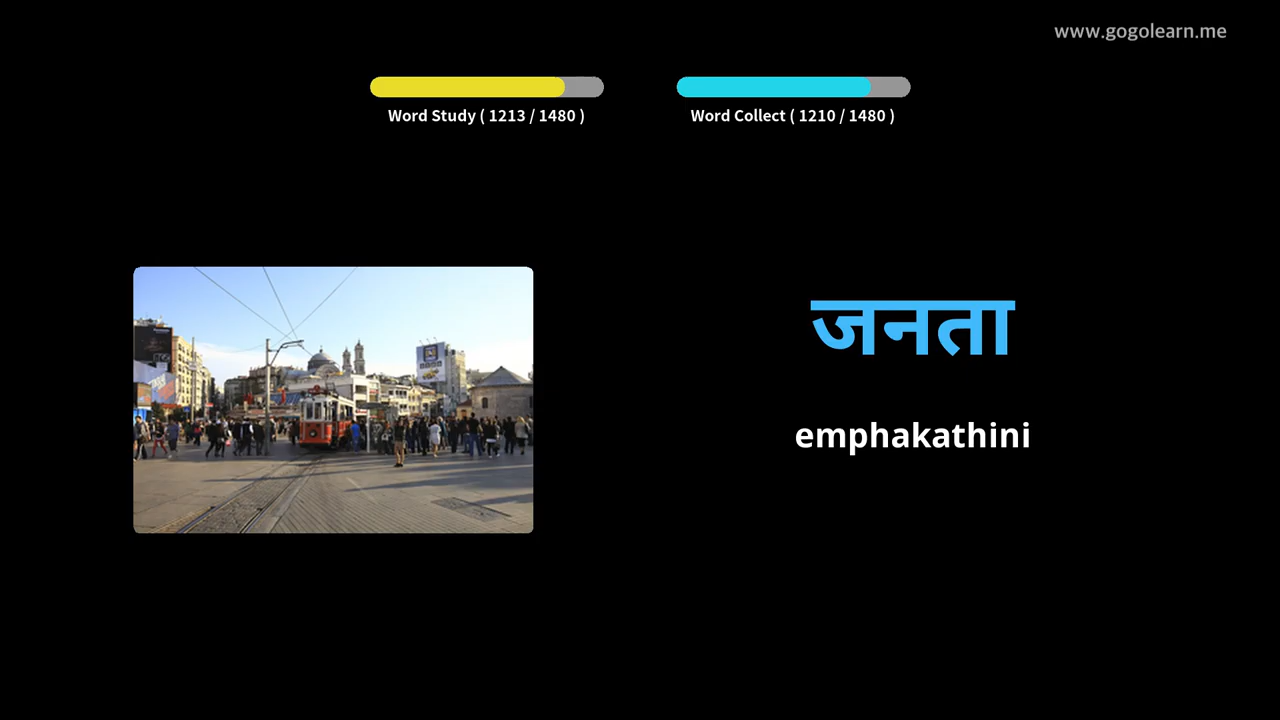 www.gogolearn.me
Word Study ( 1213 / 1480 )
Word Collect ( 1210 / 1480 )
जनता
emphakathini